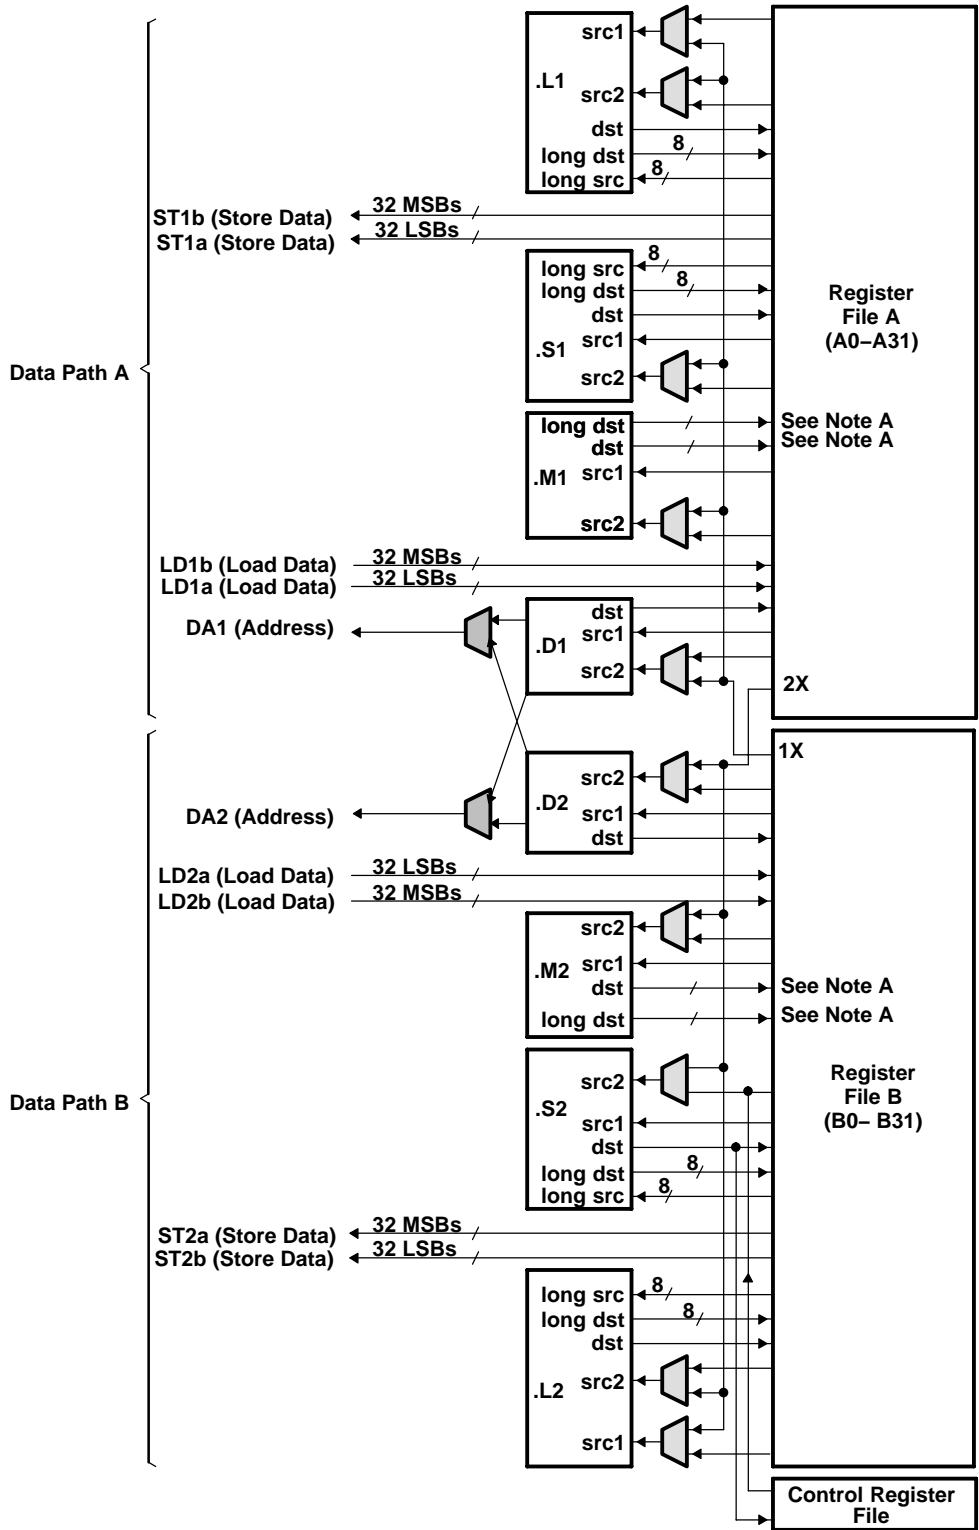 src1
.L1
src2
dst
long dst
8
long src
8
32 MSBs
ST1b (Store Data)
32 LSBs
ST1a (Store Data)
8
long src
8
long dst
dst
.S1
src1
src2
Register
File A
(A0–A31)
Data Path A
long dst
See Note A
dst
See Note A
.M1
src1
src2
32 MSBs
LD1b (Load Data)
32 LSBs
LD1a (Load Data)
DA1 (Address)
dst
src1
.D1
src2
2X
1X
src2
.D2
src1
dst
DA2 (Address)
32 LSBs
LD2a (Load Data)
32 MSBs
LD2b (Load Data)
src2
.M2
src1
dst
See Note A
long dst
See Note A
src2
.S2
src1
dst
8
long dst
8
long src
Register
File B
(B0– B31)
Data Path B
32 MSBs
ST2a (Store Data)
32 LSBs
ST2b (Store Data)
8
long src
8
long dst
dst
.L2
src2
src1
Control Register
File